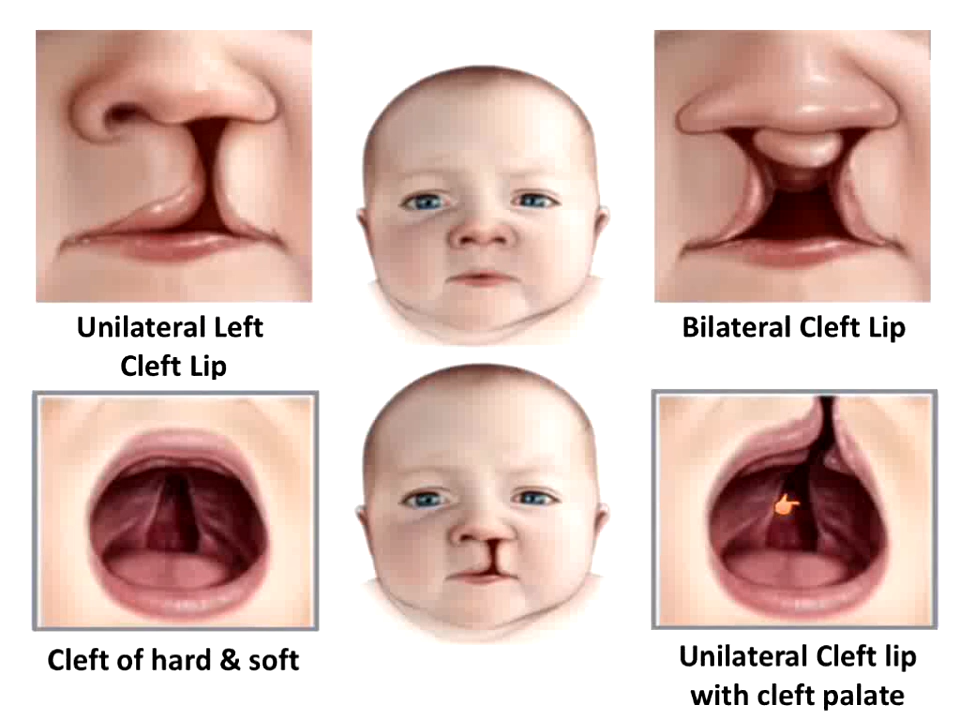 Unilateral Left
Cleft Lip
Bilateral Cleft Lip
Cleft of hard & soft
Unilateral Cleft lip
with cleft palate